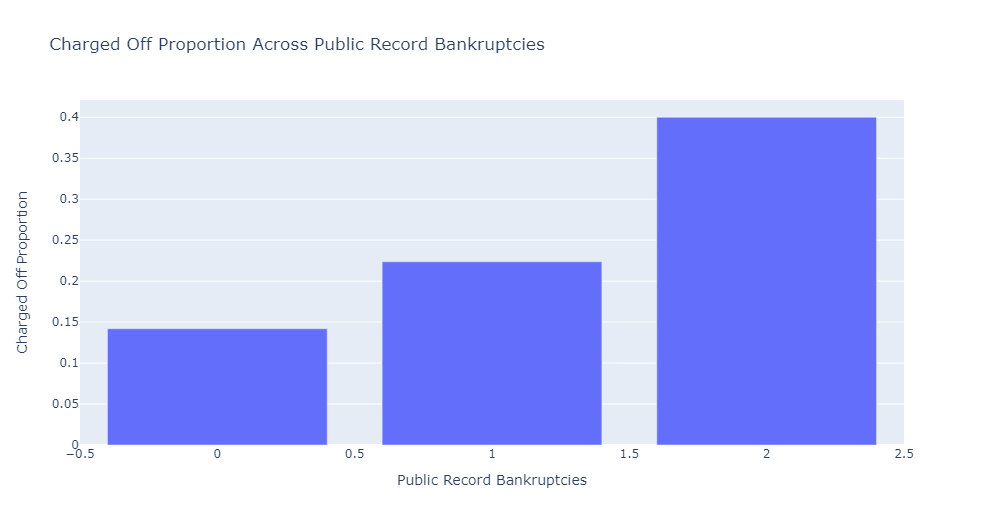 Charged Off Proportion Across Public Record Bankruptcies
Charged Off Proportion
0.4
0.35
0.3
0.25
0.2
0.15
0.1
0.05
0
−0.5 0 0.5 1 1.5 2 2.5
Public Record Bankruptcies